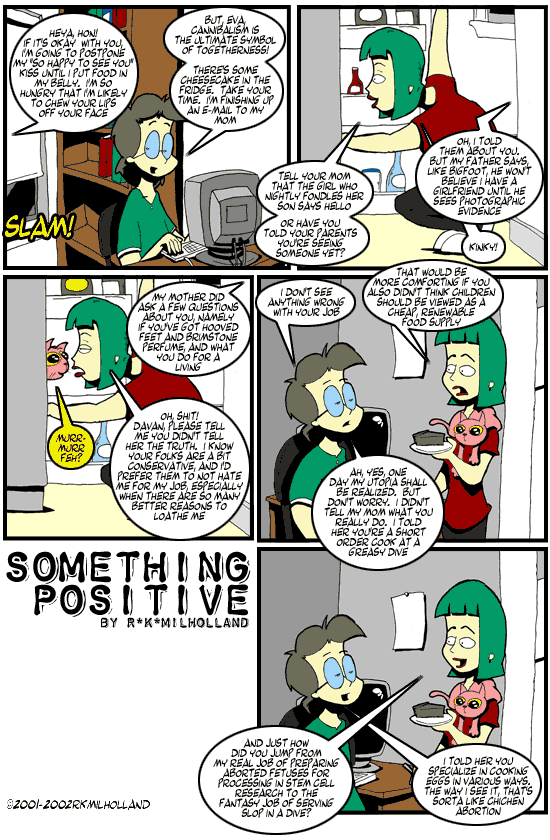 HEYA, HON!
IF IT'S OKAY WITH YOU,
I'M GOING TO POSTPONE
MY "SO HAPPY TO SEE YOU"
KISS UNTIL I PUT FOOD IN
MY BELLY. I'M SO
HUNGRY THAT I'M LIKELY
TO CHEW YOUR LIPS
OFF YOUR FACE
BUT, EVA,
CANNIBALISM IS
THE ULTIMATE SYMBOL
OF TOGETHERNESS!
THERE'S SOME
CHEESECAKE IN THE
FRIDGE. TAKE YOUR
TIME. I'M FINISHING UP
AN E-MAIL TO MY
MOM
SLAM!
TELL YOUR MOM
THAT THE GIRL WHO
NIGHTLY FONDLES HER
SON SAYS HELLO
OR HAVE YOU
TOLD YOUR PARENTS
YOU'RE SEEING
SOMEONE YET?
OH, I TOLD
THEM ABOUT YOU.
BUT MY FATHER SAYS,
LIKE BIGFOOT, HE WON'T
BELIEVE I HAVE A
GIRLFRIEND UNTIL HE
SEES PHOTOGRAPHIC
EVIDENCE
KINKY!
MY MOTHER DID
ASK A FEW QUESTIONS
ABOUT YOU, NAMELY
IF YOU'VE GOT HOOVED
FEET AND BRIMSTONE
PERFUME, AND WHAT
YOU DO FOR A
LIVING
MURR-
MURR
FEH?
OH, SHIT!
DAVAN, PLEASE TELL
ME YOU DIDN'T TELL
HER THE TRUTH. I KNOW
YOUR FOLKS ARE A BIT
CONSERVATIVE, AND I'D
PREFER THEM TO NOT HATE
ME FOR MY JOB, ESPECIALLY
WHEN THERE ARE SO MANY
BETTER REASONS TO
LOATHE ME
I DON'T SEE
ANYTHING WRONG
WITH YOUR JOB
THAT WOULD BE
MORE COMFORTING IF YOU
ALSO DIDN'T THINK CHILDREN
SHOULD BE VIEWED AS A
CHEAP, RENEWABLE
FOOD SUPPLY
AH, YES, ONE
DAY MY UTOPIA SHALL
BE REALIZED. BUT
DON'T WORRY. I DIDN'T
TELL MY MOM WHAT YOU
REALLY DO. I TOLD
HER YOU'RE A SHORT
ORDER COOK AT A
GREASY DIVE
SOMETHING
POSITIVE
BY R*K*MILHOLLAND
AND JUST HOW
DID YOU JUMP FROM
MY REAL JOB OF PREPARING
ABORTED FETUSES FOR
PROCESSING IN STEM CELL
RESEARCH TO THE
FANTASY JOB OF SERVING
SLOP IN A DIVE?
I TOLD HER YOU
SPECIALIZE IN COOKING
EGGS IN VARIOUS WAYS.
THE WAY I SEE IT, THAT'S
SORTA LIKE CHICHEN
ABORTION
©2001-2002RKMILHOLLAND